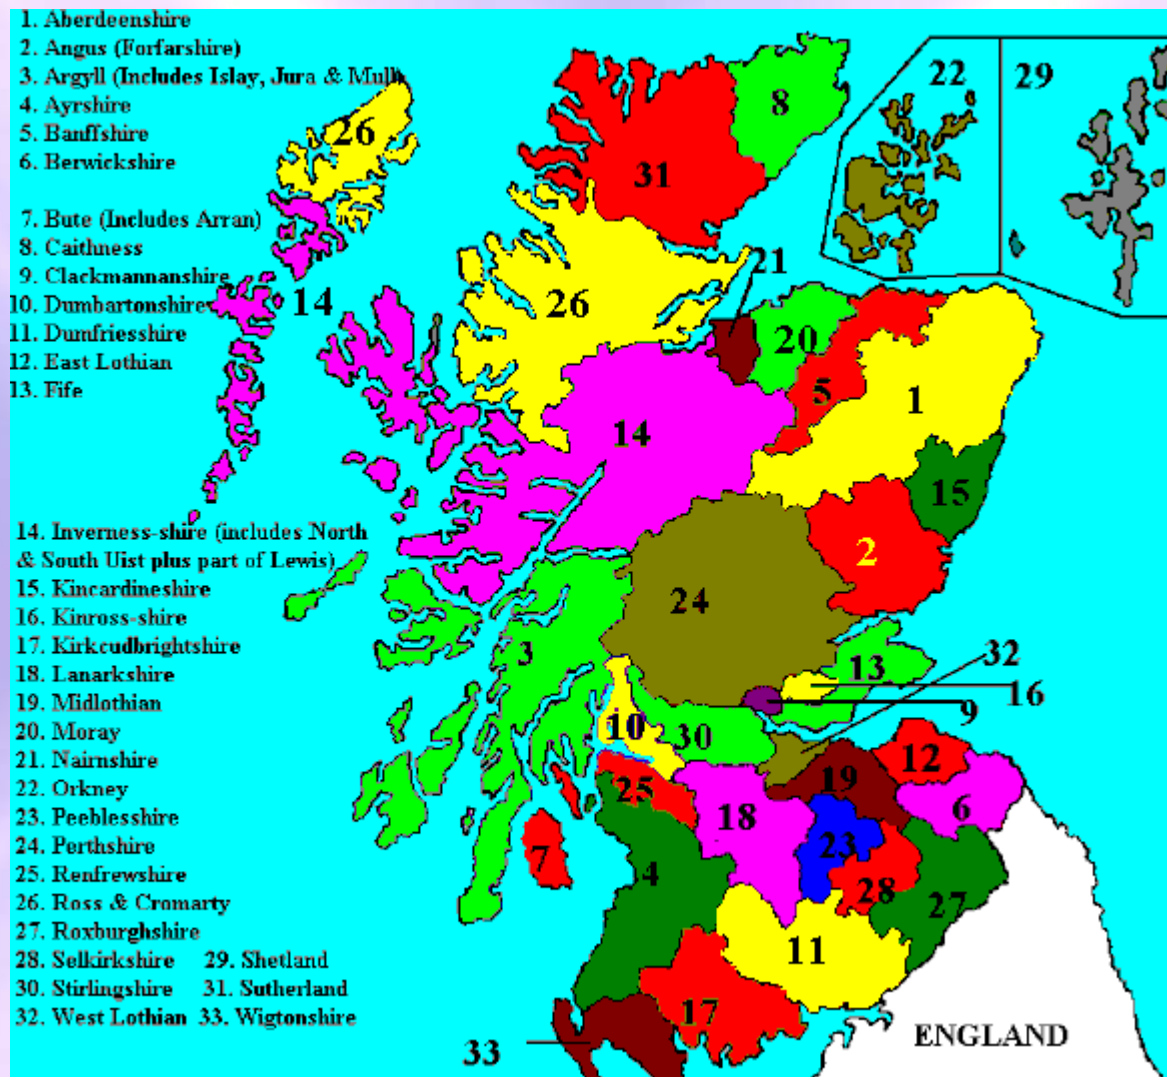 1. Aberdeenshire
2. Angus (Forfarshire)
3. Argyll (Includes Islay, Jura & Mull)
4. Ayrshire
5. Banffshire
6. Berwickshire
7. Bute (Includes Arran)
8. Caithness
9. Clackmannanshire
10. Dumbartonshire
11. Dumfriesshire
12. East Lothian
13. Fife
14. Inverness-shire (includes North
& South Uist plus part of Lewis)
15. Kincardineshire
16. Kinross-shire
17. Kirkcudbrightshire
18. Lanarkshire
19. Midlothian
20. Moray
21. Nairnshire
22. Orkney
23. Peeblesshire
24. Perthshire
25. Renfrewshire
26. Ross & Cromarty
27. Roxburghshire
28. Selkirkshire 29. Shetland
30. Stirlingshire 31. Sutherland
32. West Lothian 33. Wigtonshire
22
29
8
26
31
21
14
26
20
5
1
14
15
2
24
3
13
32
16
9
10
30
12
19
25
18
6
7
23
4
28
27
11
17
33
ENGLAND